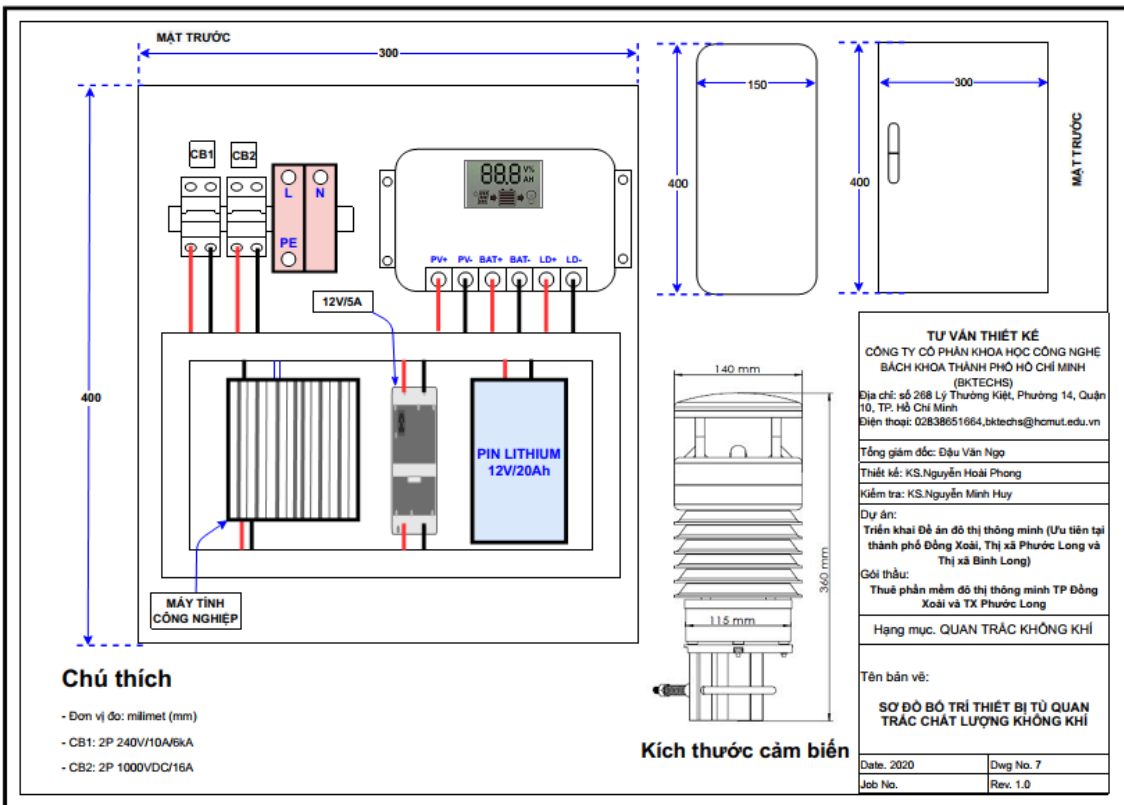 MẶT TRƯỚC
300
400
CB1
CB2
L
N
PE
88.8
V%
AH
PV+
PV-
BAT+
BAT-
LD+
LD-
12V/5A
PIN LITHIUM
12V/20Ah
MÁY TÍNH
CÔNG NGHIỆP
150
400
300
400
MẶT TRƯỚC
140 mm
360 mm
115 mm
Kích thước cảm biến
Chú thích
- Đơn vị đo: milimet (mm)
- CB1: 2P 240V/10A/6kA
- CB2: 2P 1000VDC/16A
TƯ VẤN THIẾT KẾ
CÔNG TY CỔ PHẦN KHOA HỌC CÔNG NGHỆ
BÁCH KHOA THÀNH PHỐ HỒ CHÍ MINH
(BKTECHS)
Địa chỉ: số 268 Lý Thường Kiệt, Phường 14, Quận
10, TP. Hồ Chí Minh
Điện thoại: 02838651664,bktechs@hcmut.edu.vn
Tổng giám đốc: Đậu Văn Ngọ
Thiết kế: KS.Nguyễn Hoài Phong
Kiểm tra: KS.Nguyễn Minh Huy
Dự án:
Triển khai Đề án đô thị thông minh (Ưu tiên tại
thành phố Đồng Xoài, Thị xã Phước Long và
Thị xã Bình Long)
Gói thầu:
Thuê phần mềm đô thị thông minh TP Đồng
Xoài và TX Phước Long
Hạng mục. QUAN TRẮC KHÔNG KHÍ
Tên bản vẽ:
SƠ ĐỒ BỐ TRÍ THIẾT BỊ TỦ QUAN
TRẮC CHẤT LƯỢNG KHÔNG KHÍ
Date. 2020
Dwg No. 7
Job No.
Rev. 1.0